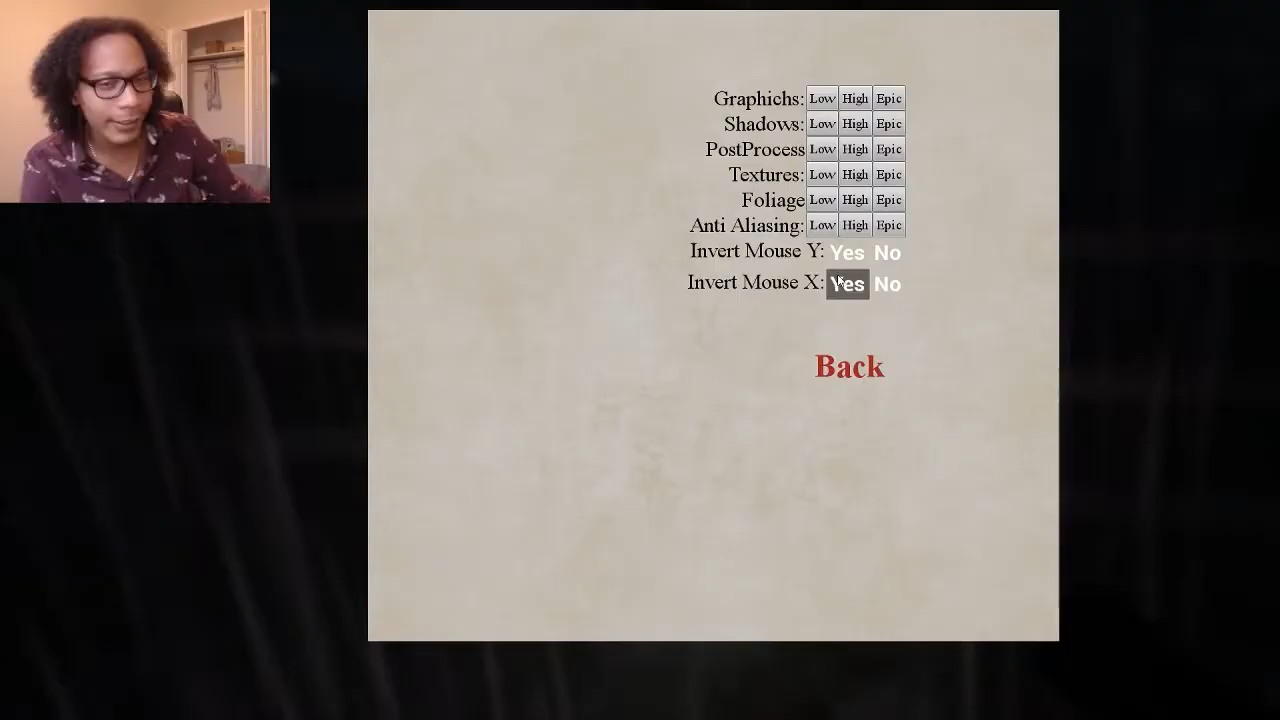 Graphichs: Low High Epic
Shadows: Low High Epic
PostProcess Low High Epic
Textures: Low High Epic
Foliage Low High Epic
Anti Aliasing: Low High Epic
Invert Mouse Y: Yes No
Invert Mouse X: Yes No
Back